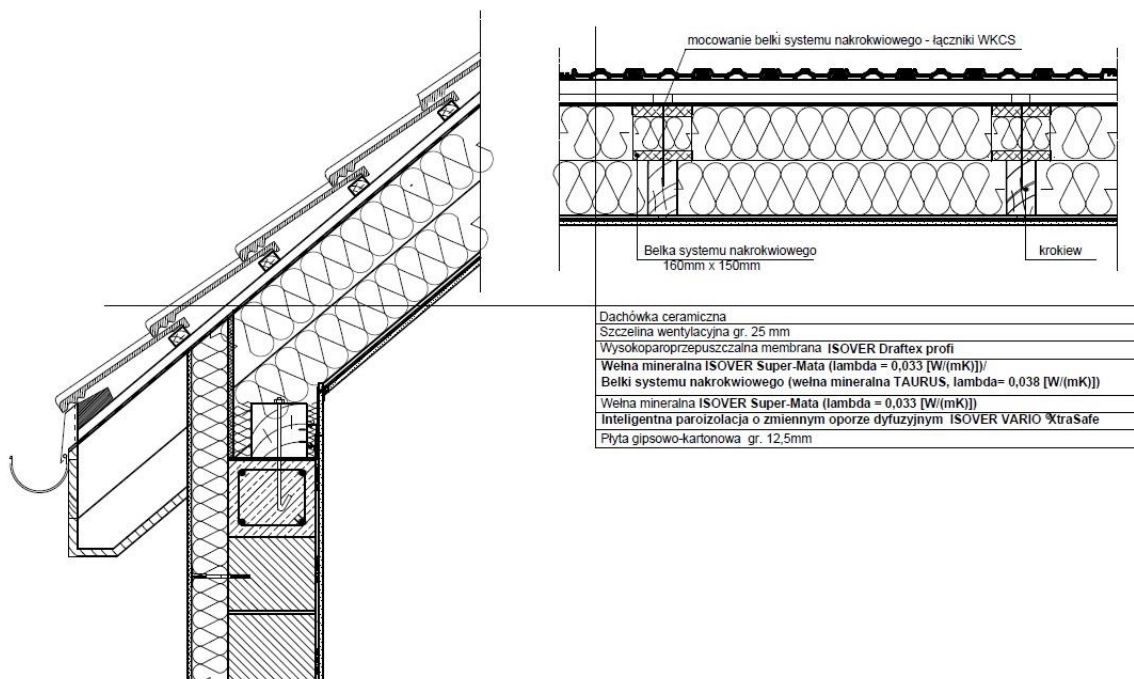 mocowanie belki systemu nakrokwiowego - łączniki WKCS
Belka systemu nakrokwiowego
160mm x 150mm
krokiew
Dachówka ceramiczna
Szczelina wentylacyjna gr. 25 mm
Wysokoparoprzepuszczalna membrana ISOVER Draftex profi
Wełna mineralna ISOVER Super-Mata (lambda = 0,033 [W/(mK)])/
Belki systemu nakrokwiowego (wełna mineralna TAURUS, lambda= 0,038 [W/(mK)])
Wełna mineralna ISOVER Super-Mata (lambda = 0,033 [W/(mK)])
Inteligentna paroizolacja o zmiennym oporze dyfuzyjnym ISOVER VARIO ®XtraSafe
Płyta gipsowo-kartonowa gr. 12,5mm